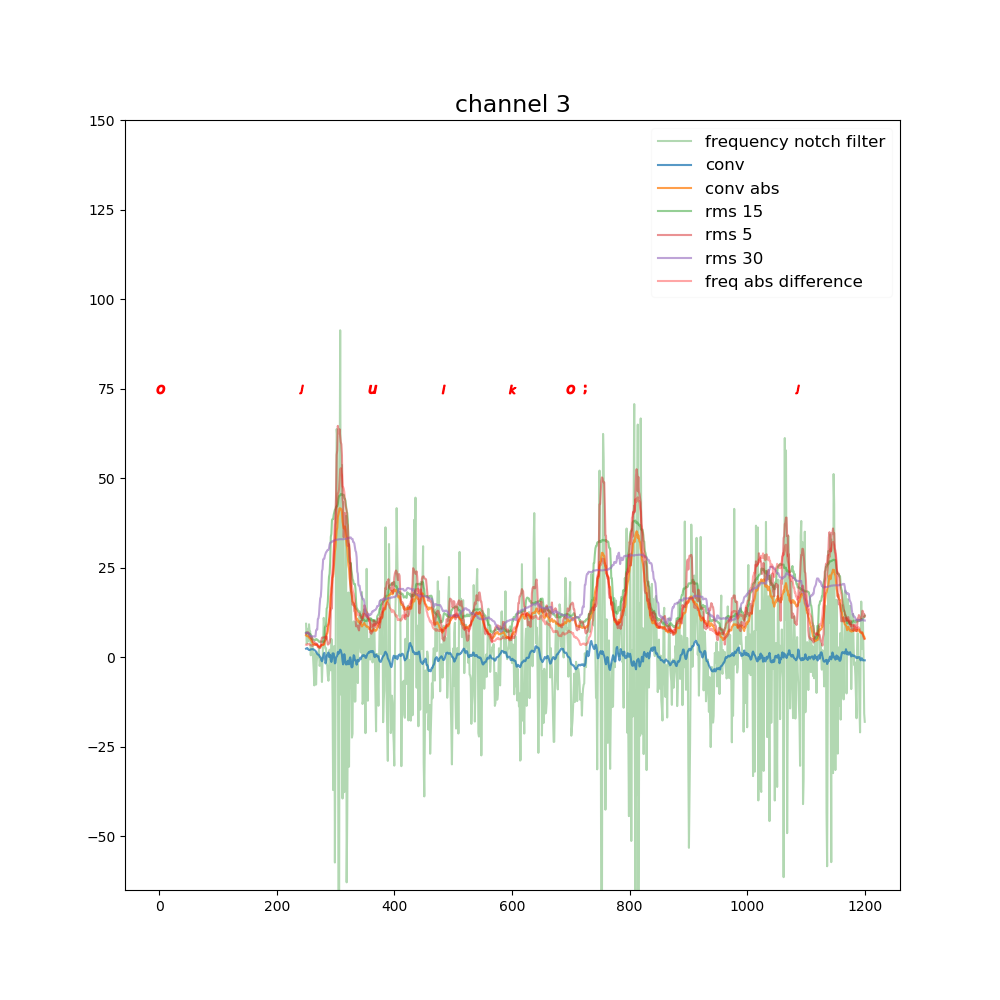 channel 3
150
frequency notch filter
conv
conv abs
rms 15
rms 5
rms 30
freq abs difference
125
100
75
o J u l k o ; J
50
25
0
−25
−50
0 200 400 600 800 1000 1200